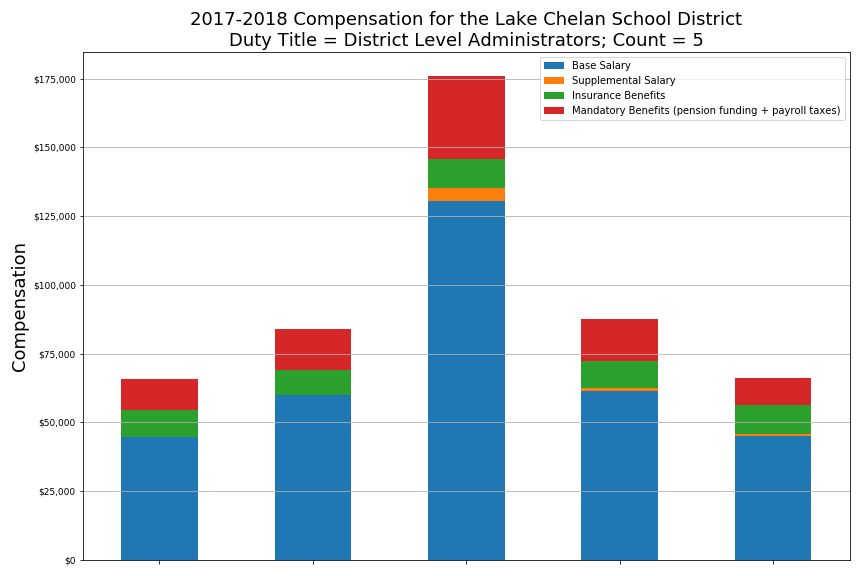 2017-2018 Compensation for the Lake Chelan School District
Duty Title = District Level Administrators; Count = 5
Base Salary
Supplemental Salary
Insurance Benefits
Mandatory Benefits (pension funding + payroll taxes)
Compensation
$175,000
$150,000
$125,000
$100,000
$75,000
$50,000
$25,000
$0